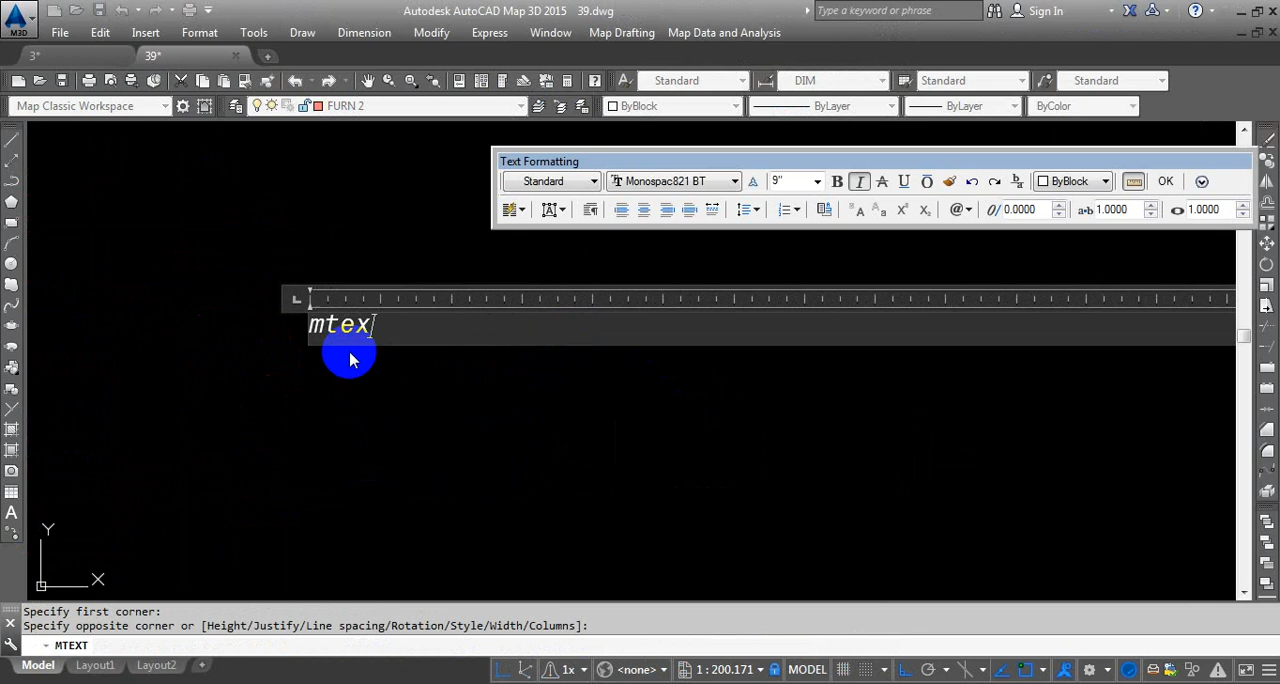 Autodesk AutoCAD Map 3D 2015 39.dwg
Type a keyword or phrase
Sign In
M3D
File Edit Insert Format Tools Draw Dimension Modify Express Window Map Drafting Map Data and Analysis
3* 39*
Standard DIM Standard Standard
Map Classic Workspace FURN 2 ByBlock ByLayer ByLayer ByColor
Text Formatting
Standard Monospac821 BT 9" B I A U O ByBlock OK
@ 0/ 0.0000 a•b 1.0000 1.0000
mtex
Y
X
Specify first corner:
Specify opposite corner or [Height/Justify/Line spacing/Rotation/Style/Width/Columns]:
MTEXT
Model Layout1 Layout2 +
1x <none> 1 : 200.171 MODEL